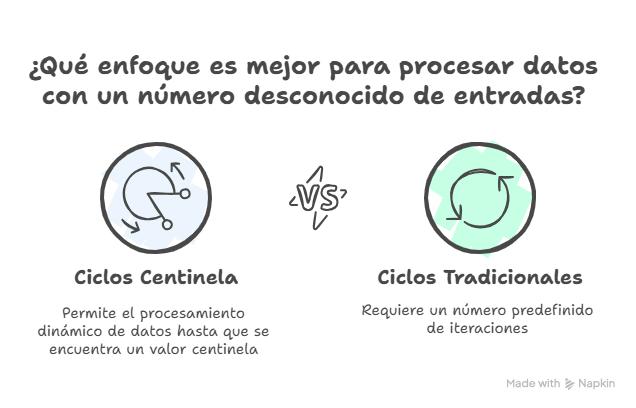 ¿Qué enfoque es mejor para procesar datos
con un número desconocido de entradas?
VS
Ciclos Centinela
Permite el procesamiento
dinámico de datos hasta que se
encuentra un valor centinela
Ciclos Tradicionales
Requiere un número predefinido
de iteraciones
Made with Napkin